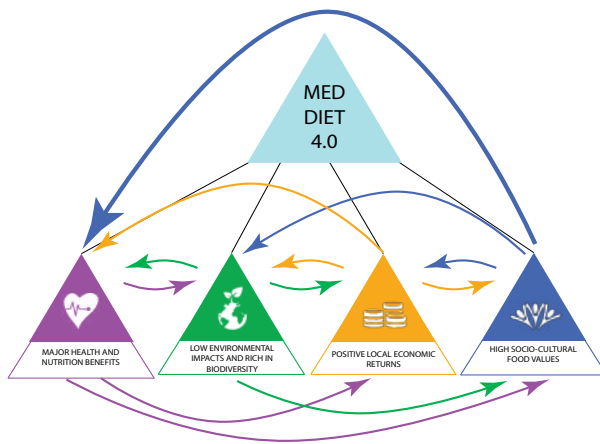 MED
DIET
4.0
MAJOR HEALTH AND
NUTRITION BENEFITS
LOW ENVIRONMENTAL
IMPACTS AND RICH IN
BIODIVERSITY
POSITIVE LOCAL ECONOMIC
RETURNS
HIGH SOCIO-CULTURAL
FOOD VALUES